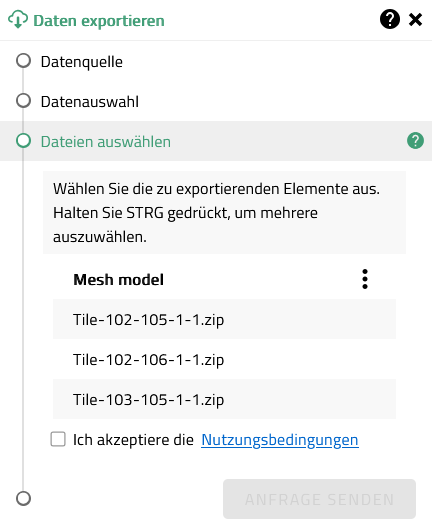 Daten exportieren
Datenquelle
Datenauswahl
Dateien auswählen
Wählen Sie die zu exportierenden Elemente aus.
Halten Sie STRG gedrückt, um mehrere
auszuwählen.
Mesh model
Tile-102-105-1-1.zip
Tile-102-106-1-1.zip
Tile-103-105-1-1.zip
Ich akzeptiere die Nutzungsbedingungen
ANFRAGE SENDEN